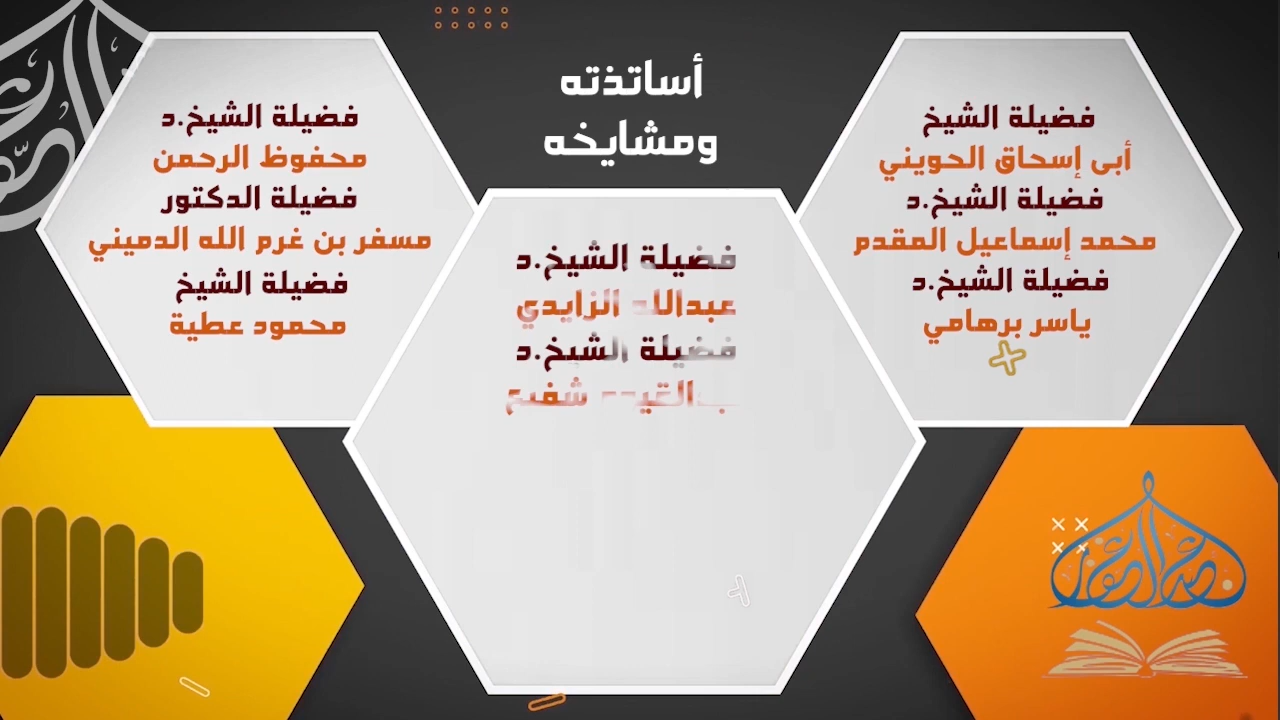 أساتذته
ومشايخه
فضيلة الشيخ
أبى إسحاق الحويني
فضيلة الشيخ.د
محمد إسماعيل المقدم
فضيلة الشيخ.د
ياسر برهامي
فضيلة الشيخ.د
عبدالله الزايدي
فضيلة الشيخ.د
شفيع
فضيلة الشيخ.د
محفوظ الرحمن
فضيلة الدكتور
مسفر بن غرم الله الدميني
فضيلة الشيخ
محمود عطية